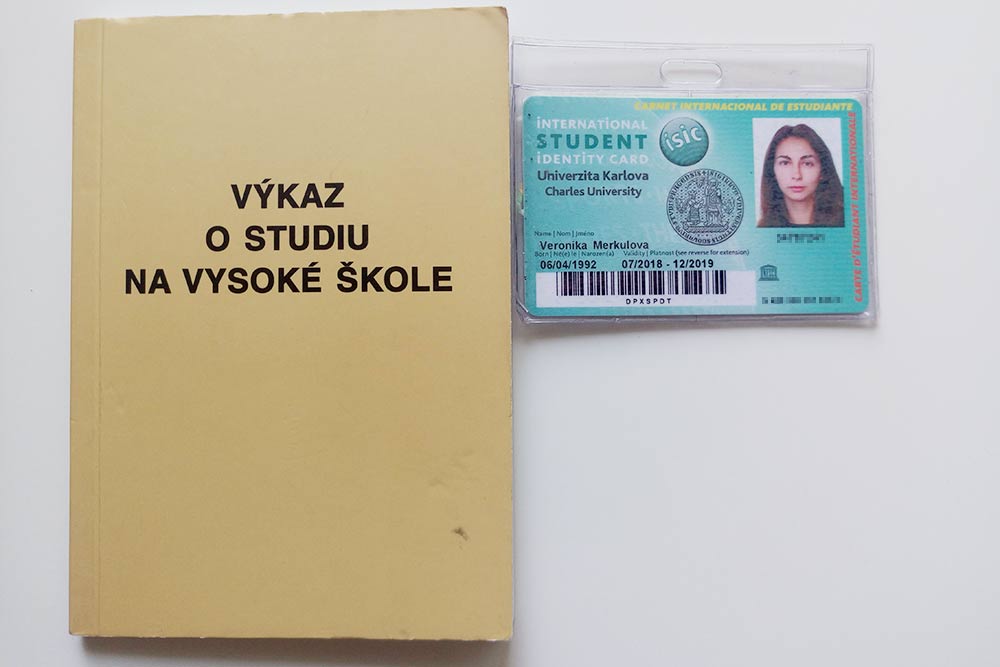 VÝKAZ
O STUDIU
NA VYSOKÉ ŠKOLE
CARNET INTERNACIONAL DE ESTUDIANTE
INTERNATIONAL
STUDENT
IDENTITY CARD
isic
Univerzita Karlova
Charles University
Name | Nom | Jméno
Veronika Merkulova
Born | Né(e) le | Narozen(a) Validity | Platnost (see reverse for extension)
06/04/1992 07/2018 - 12/2019
DPXSPDT
CARTE D'ÉTUDIANT INTERNATIONALE